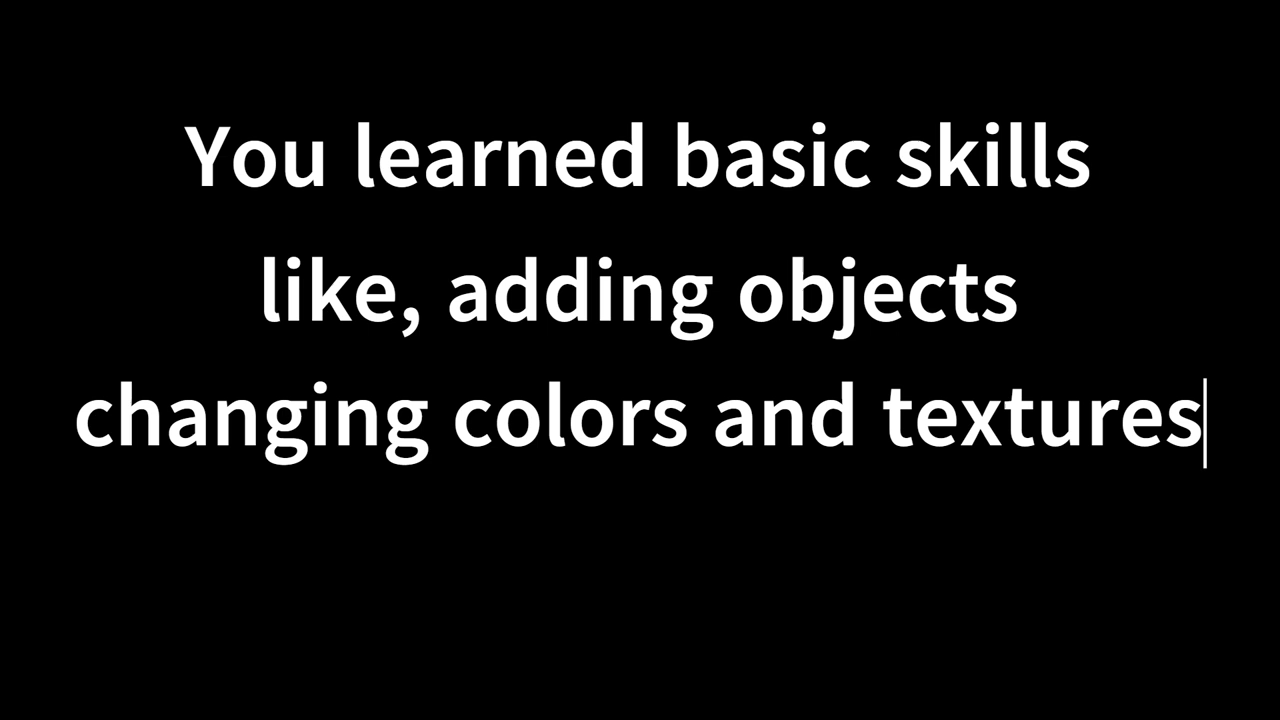 You learned basic skills
like, adding objects
changing colors and textures